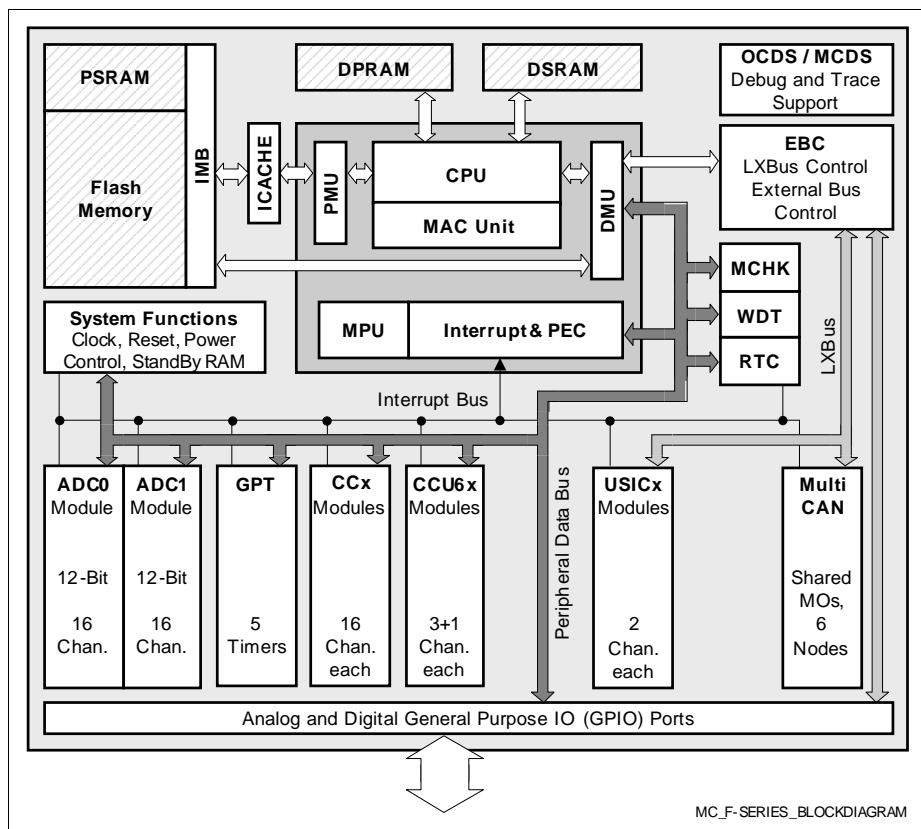 PSRAM
Flash
Memory
IMB
ICACHE
DPRAM
DSRAM
PMU
CPU
MAC Unit
DMU
MPU
Interrupt & PEC
OCDS / MCDS
Debug and Trace
Support
EBC
LXBus Control
External Bus
Control
MCHK
WDT
RTC
LXBus
System Functions
Clock, Reset, Power
Control, StandBy RAM
Interrupt Bus
Peripheral Data Bus
ADC0
Module
12-Bit
16
Chan.
ADC1
Module
12-Bit
16
Chan.
GPT
5
Timers
CCx
Modules
16
Chan.
each
CCU6x
Modules
3+1
Chan.
each
USICx
Modules
2
Chan.
each
Multi
CAN
Shared
MOs,
6
Nodes
Analog and Digital General Purpose IO (GPIO) Ports
MC_F-SERIES_BLOCKDIAGRAM